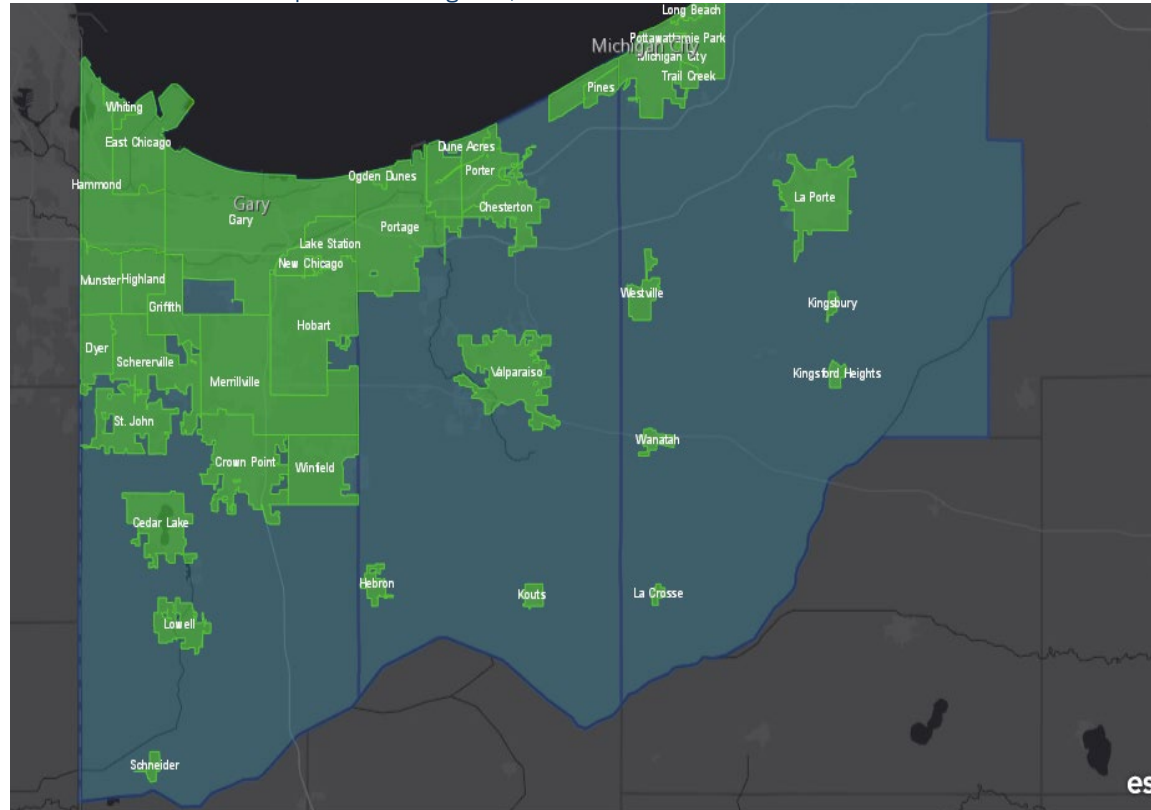 Long Beach
Pottawattamie Park
Michigan City
Michigan City
Trail Creek
Pines
Whiting
East Chicago
Dune Acres
Ogden Dunes
Porter
Hammond
La Porte
Gary
Gary
Chesterton
Portage
Lake Station
New Chicago
Munster
Highland
Westville
Griffith
Kingsbury
Hobart
Dyer
Schererville
Valparaiso
Kingsford Heights
Merrillville
St. John
Wanatah
Crown Point
Winfield
Cedar Lake
Hebron
Kouts
La Crosse
Lowell
Schneider
es